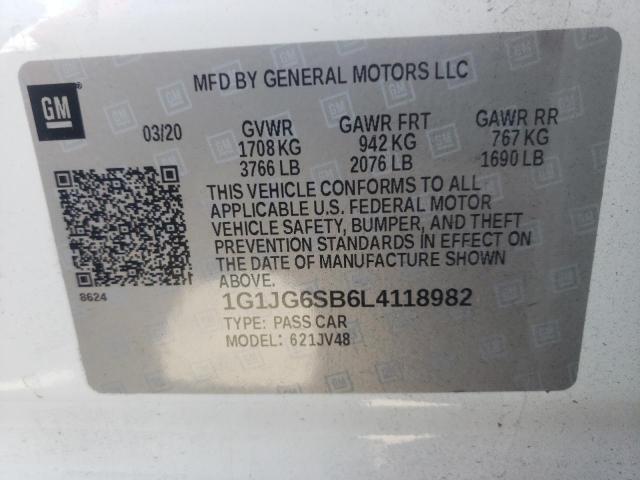 GM
MFD BY GENERAL MOTORS LLC
03/20 GVWR GAWR FRT GAWR RR
1708 KG 942 KG 767 KG
3766 LB 2076 LB 1690 LB
THIS VEHICLE CONFORMS TO ALL
APPLICABLE U.S. FEDERAL MOTOR
VEHICLE SAFETY, BUMPER, AND THEFT
PREVENTION STANDARDS IN EFFECT ON
THE DATE OF MANUFACTURE SHOWN
ABOVE.
8624
1G1JG6SB6L4118982
TYPE: PASS CAR
MODEL: 621JV48